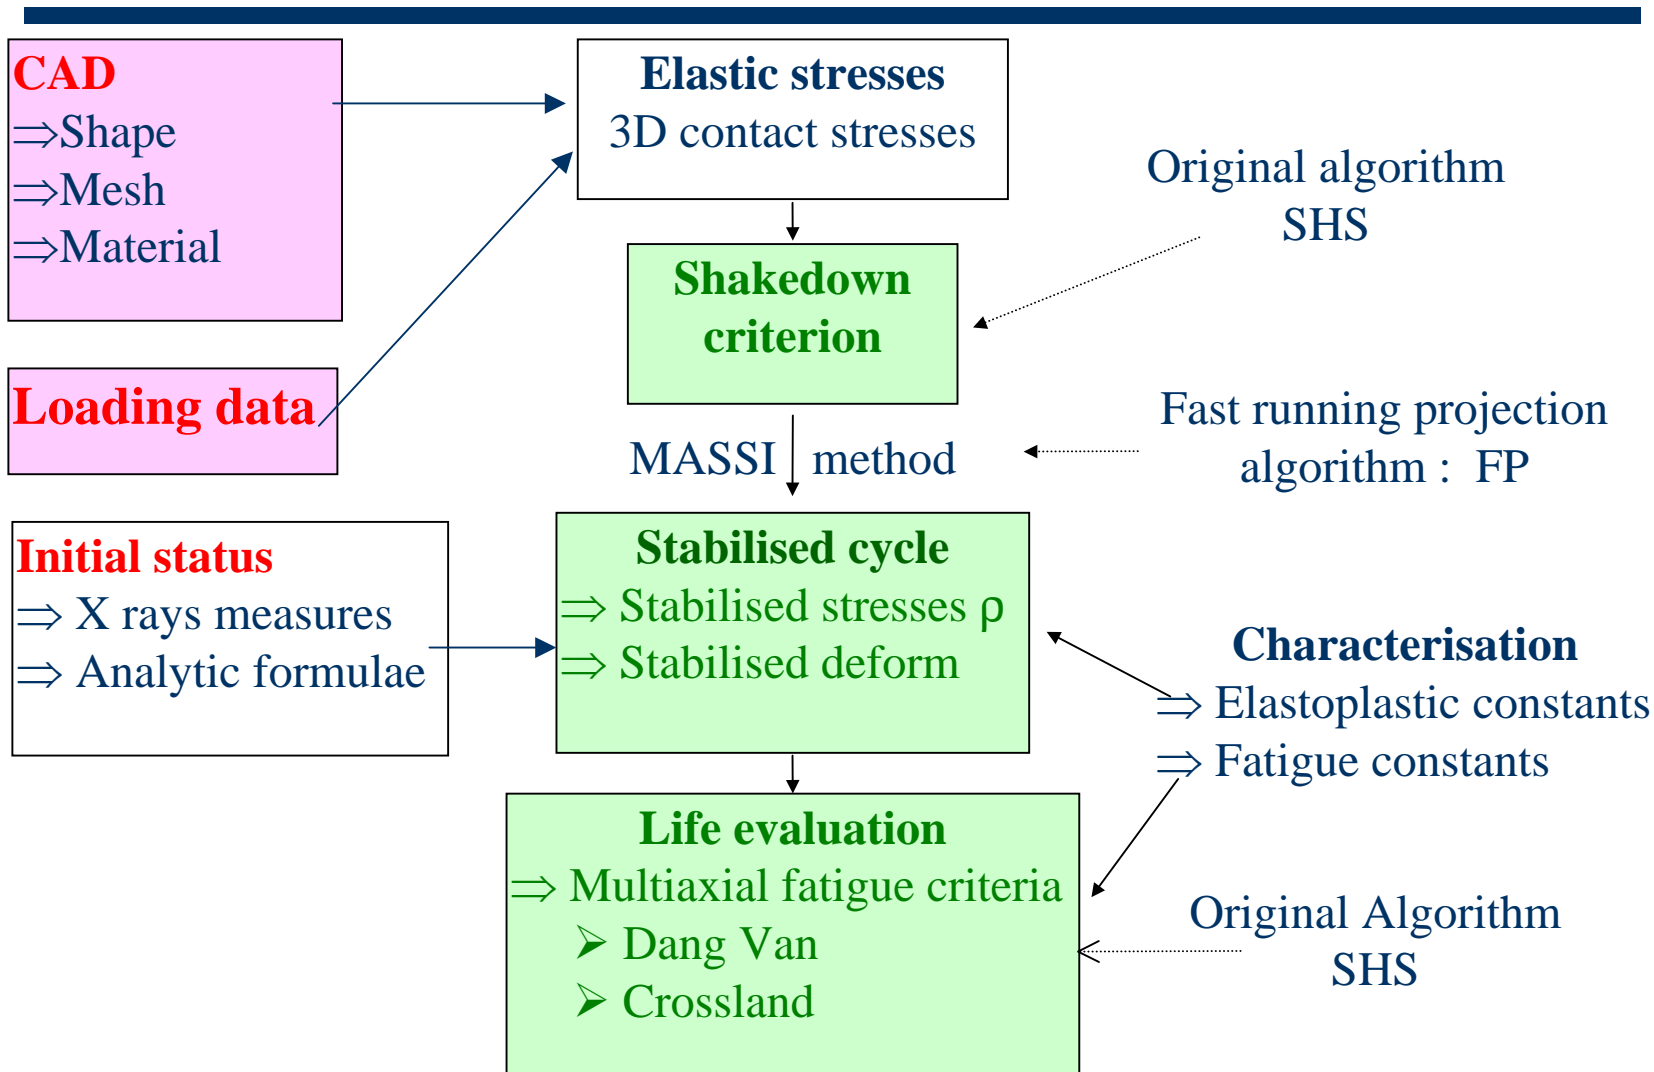 CAD
⇒Shape
⇒Mesh
⇒Material
Loading data
Elastic stresses
3D contact stresses
Original algorithm
SHS
Shakedown
criterion
MASSI method
Fast running projection
algorithm : FP
Initial status
⇒ X rays measures
⇒ Analytic formulae
Stabilised cycle
⇒ Stabilised stresses ρ
⇒ Stabilised deform
Characterisation
⇒ Elastoplastic constants
⇒ Fatigue constants
Life evaluation
⇒ Multiaxial fatigue criteria
➢ Dang Van
➢ Crossland
Original Algorithm
SHS